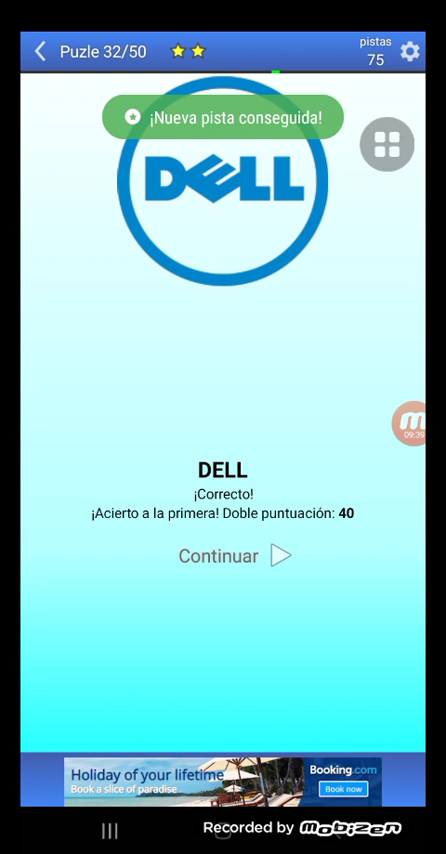 Puzle 32/50
pistas
75
¡Nueva pista conseguida!
DELL
09:39
DELL
¡Correcto!
¡Acierto a la primera! Doble puntuación: 40
Continuar
Holiday of your lifetime
Book a slice of paradise
Booking.com
Book now
Recorded by mobizen